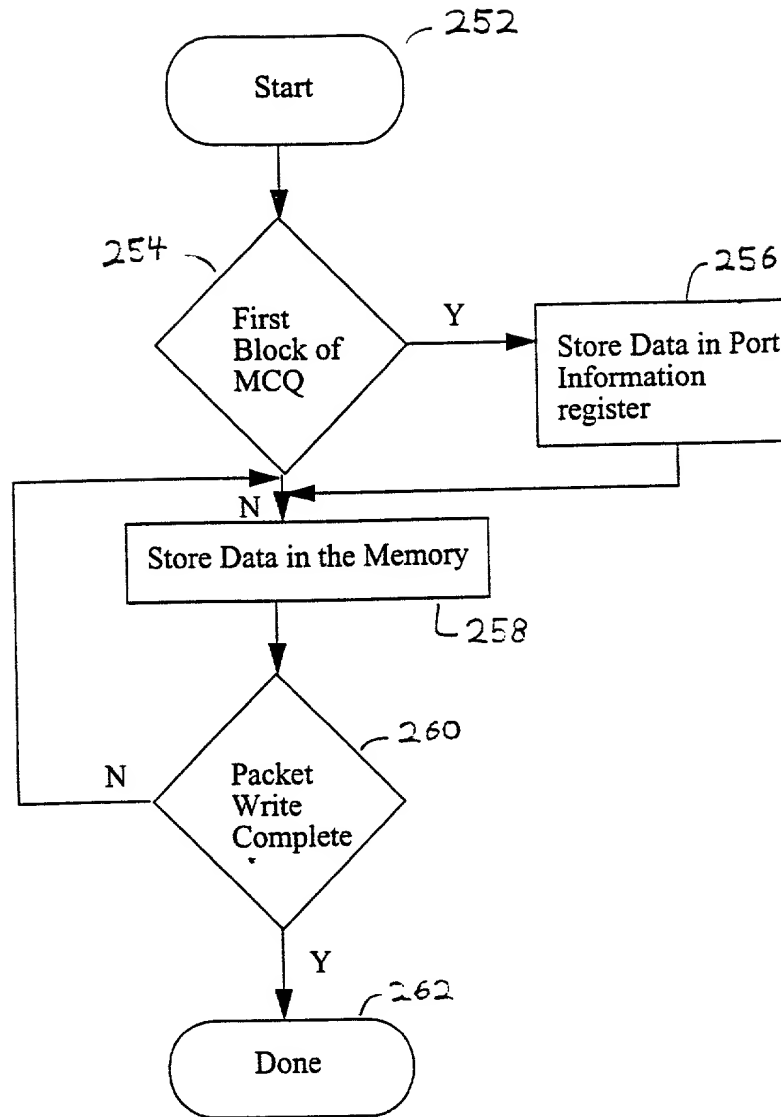 252
Start
254
First
Block of
MCQ
Y
256
Store Data in Port
Information
register
N
Store Data in the Memory
258
260
N
Packet
Write
Complete
Y
262
Done